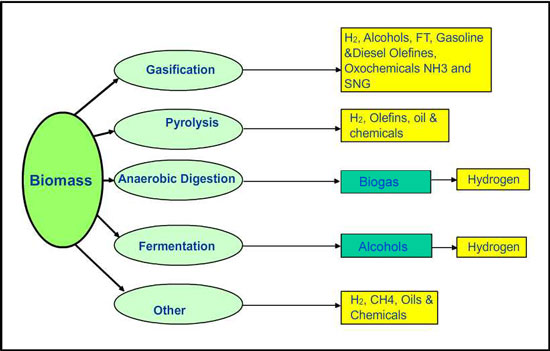 Biomass
Gasification
H2, Alcohols, FT, Gasoline
&Diesel Olefines,
Oxochemicals NH3 and
SNG
Pyrolysis
H2, Olefins, oil &
chemicals
Anaerobic Digestion
Biogas
Hydrogen
Fermentation
Alcohols
Hydrogen
Other
H2, CH4, Oils &
Chemicals